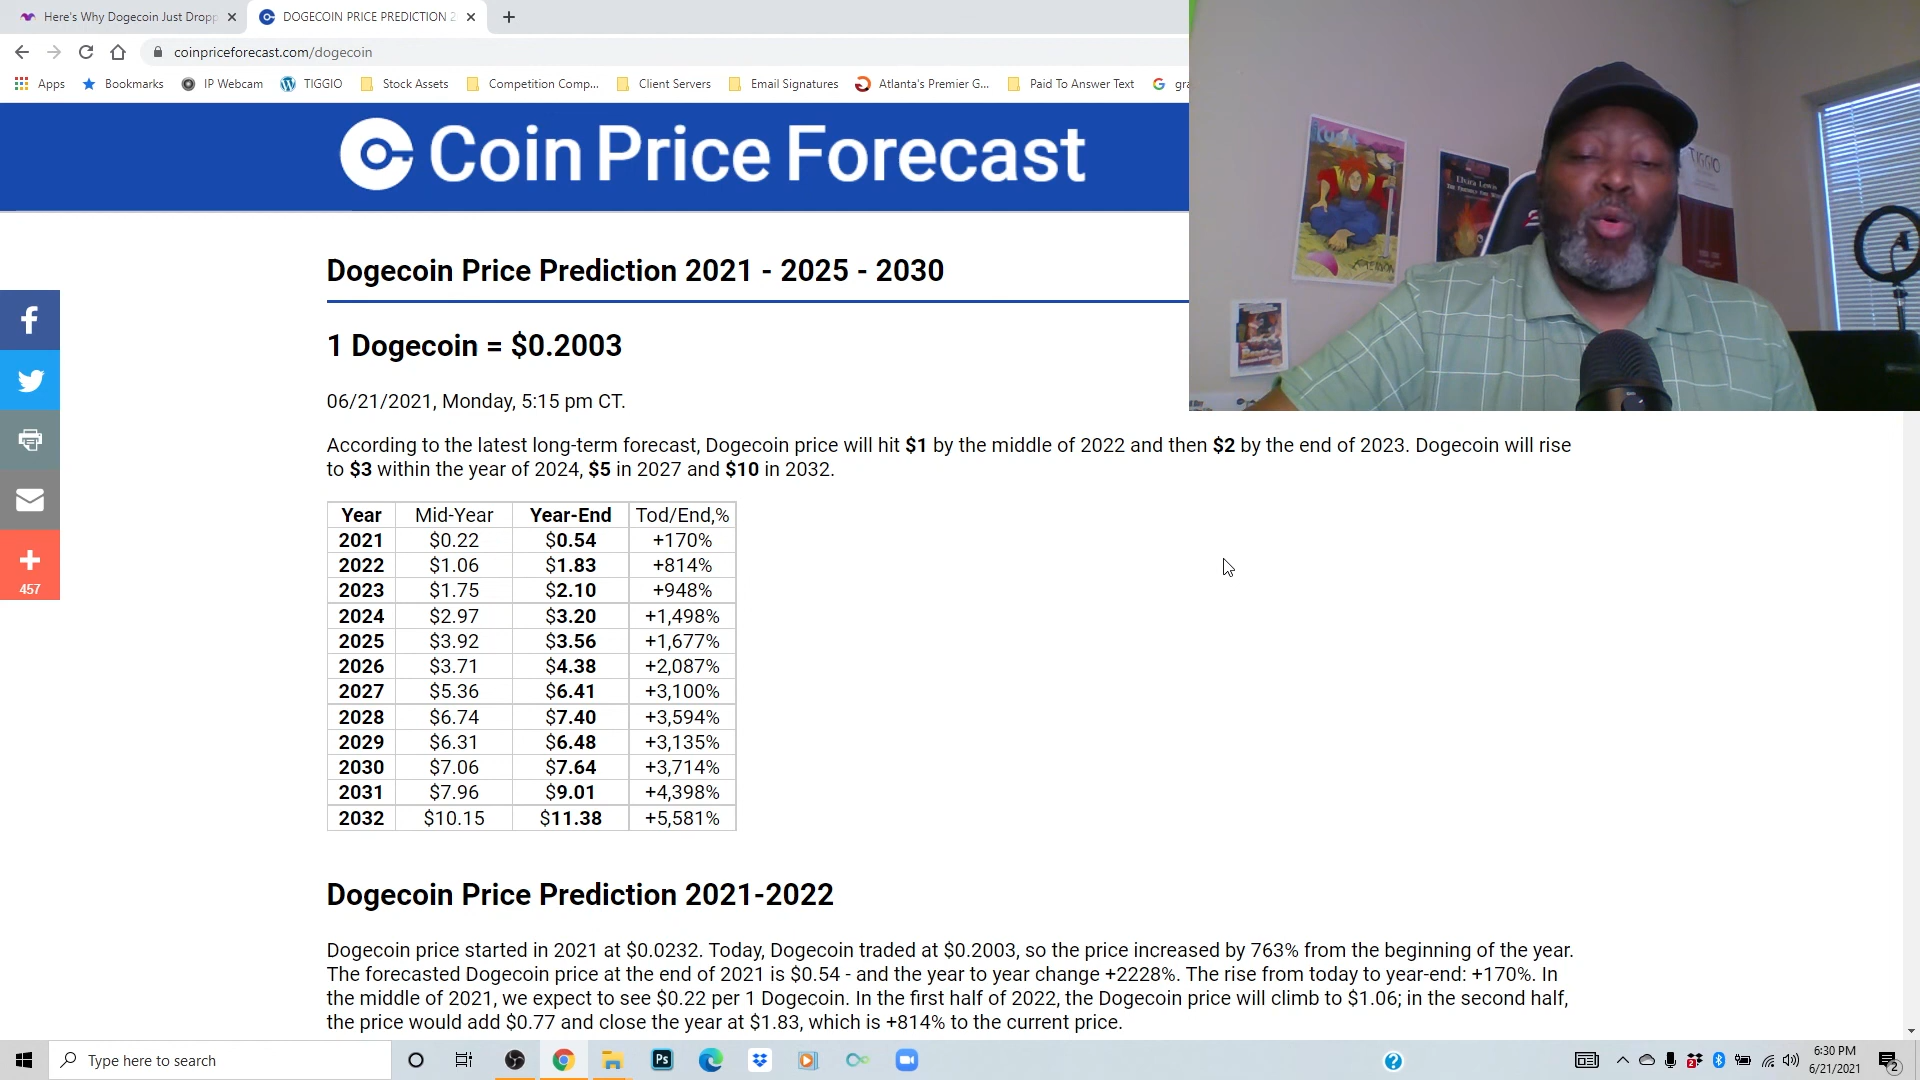 Here's Why Dogecoin Just Dropp
DOGECOIN PRICE PREDICTION 2
coinpriceforecast.com/dogecoin
Apps Bookmarks IP Webcam TIGGIO Stock Assets Competition Comp... Client Servers Email Signatures Atlanta's Premier G... Paid To Answer Text gra
Coin Price Forecast
TIGGIO
Elvira Lewis
Dogecoin Price Prediction 2021 - 2025 - 2030
1 Dogecoin = $0.2003
06/21/2021, Monday, 5:15 pm CT.
According to the latest long-term forecast, Dogecoin price will hit $1 by the middle of 2022 and then $2 by the end of 2023. Dogecoin will rise
to $3 within the year of 2024, $5 in 2027 and $10 in 2032.
457
Year Mid-Year Year-End Tod/End,%
2021 $0.22 $0.54 +170%
2022 $1.06 $1.83 +814%
2023 $1.75 $2.10 +948%
2024 $2.97 $3.20 +1,498%
2025 $3.92 $3.56 +1,677%
2026 $3.71 $4.38 +2,087%
2027 $5.36 $6.41 +3,100%
2028 $6.74 $7.40 +3,594%
2029 $6.31 $6.48 +3,135%
2030 $7.06 $7.64 +3,714%
2031 $7.96 $9.01 +4,398%
2032 $10.15 $11.38 +5,581%
Dogecoin Price Prediction 2021-2022
Dogecoin price started in 2021 at $0.0232. Today, Dogecoin traded at $0.2003, so the price increased by 763% from the beginning of the year.
The forecasted Dogecoin price at the end of 2021 is $0.54 - and the year to year change +2228%. The rise from today to year-end: +170%. In
the middle of 2021, we expect to see $0.22 per 1 Dogecoin. In the first half of 2022, the Dogecoin price will climb to $1.06; in the second half,
the price would add $0.77 and close the year at $1.83, which is +814% to the current price.
Type here to search
Ps
6:30 PM
6/21/2021
2